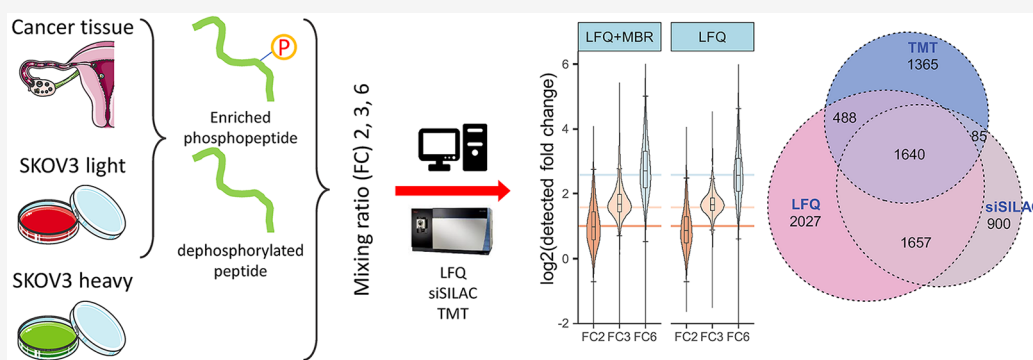 Cancer tissue
SKOV3 light
SKOV3 heavy
P
Enriched
phosphopeptide
dephosphorylated
peptide
Mixing ratio (FC) 2, 3, 6
LFQ
siSILAC
TMT
log2(detected fold change)
LFQ+MBR
LFQ
6
4
2
0
-2
FC2 FC3 FC6
FC2 FC3 FC6
TMT
1365
488
85
1640
LFQ
2027
1657
siSILAC
900